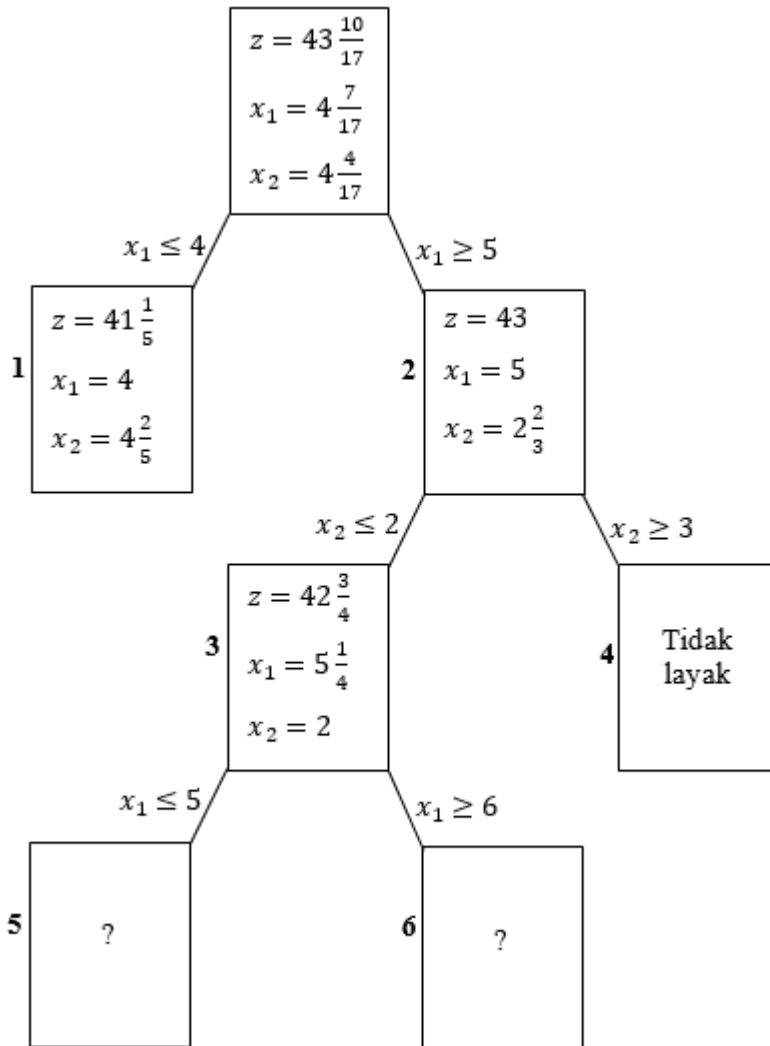 z = 43 10/17
x₁ = 4 7/17
x₂ = 4 4/17
x₁ ≤ 4
x₁ ≥ 5
1
z = 41 1/5
x₁ = 4
x₂ = 4 2/5
2
z = 43
x₁ = 5
x₂ = 2 2/3
x₂ ≤ 2
x₂ ≥ 3
3
z = 42 3/4
x₁ = 5 1/4
x₂ = 2
4
Tidak
layak
x₁ ≤ 5
x₁ ≥ 6
5
?
6
?